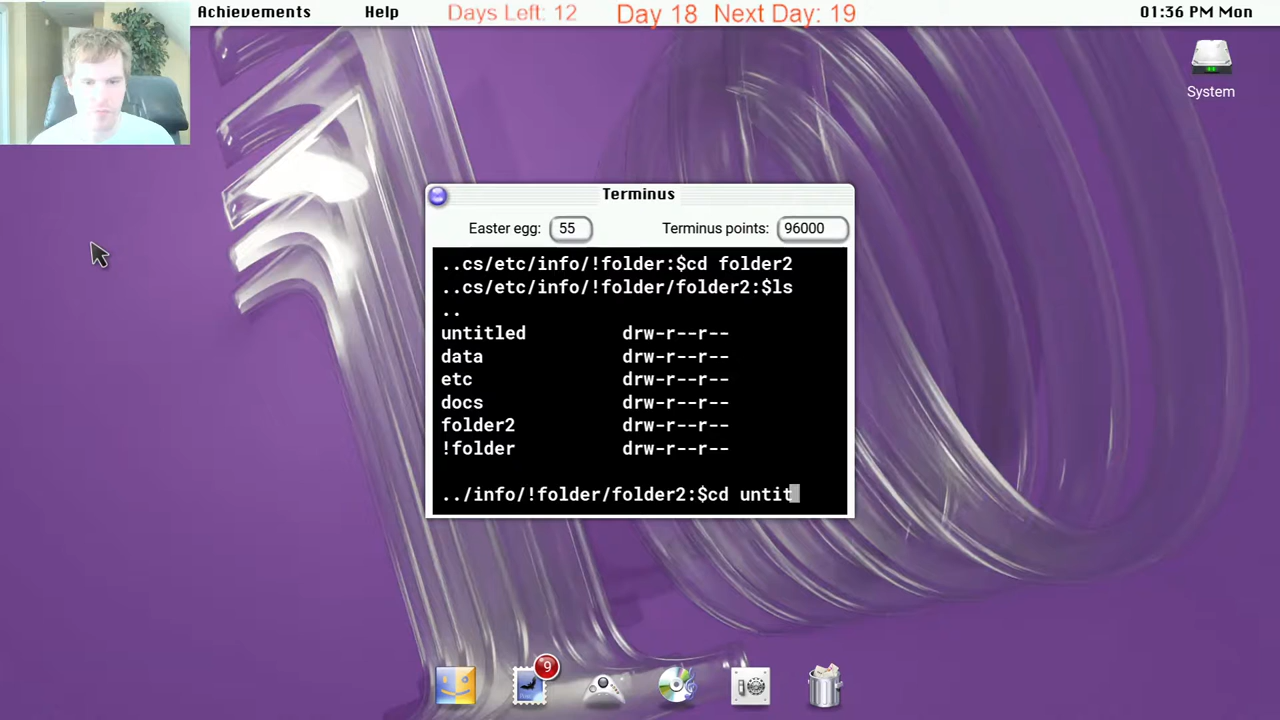 Achievements Help Days Left: 12 Day 18 Next Day: 19 01:36 PM Mon
System
Terminus
Easter egg: 55 Terminus points: 96000
..cs/etc/info/!folder:$cd folder2
..cs/etc/info/!folder/folder2:$ls
..
untitled drw-r--r--
data drw-r--r--
etc drw-r--r--
docs drw-r--r--
folder2 drw-r--r--
!folder drw-r--r--
../info/!folder/folder2:$cd untit
9